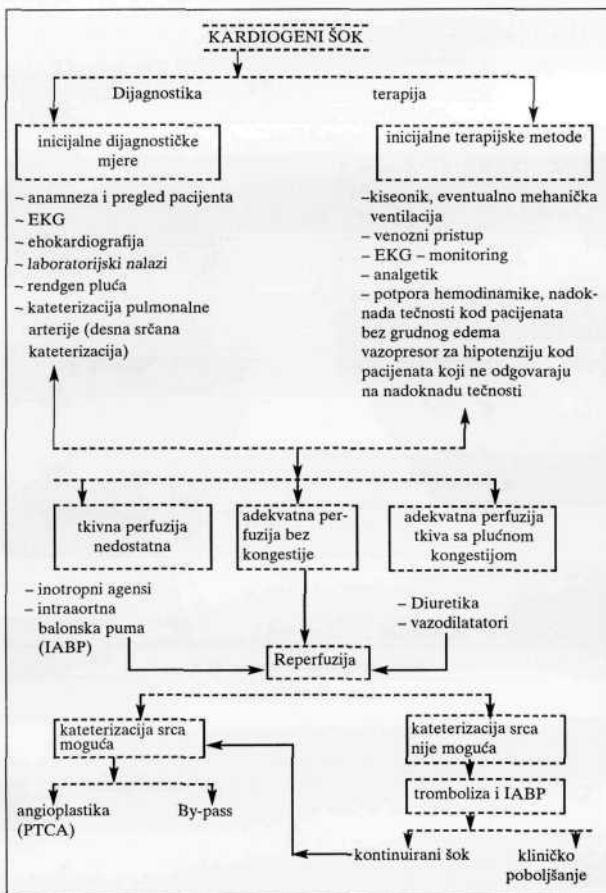 KARDIOGENI ŠOK
Dijagnostika
terapija
inicijalne dijagnostičke
mjere
– anamneza i pregled pacijenta
– EKG
– ehokardiografija
– laboratorijski nalazi
– rendgen pluća
– kateterizacija pulmonalne
arterije (desna srčana
kateterizacija)
inicijalne terapijske metode
–kiseonik, eventualno mehanička
ventilacija
– venozni pristup
– EKG – monitoring
– analgetik
– potpora hemodinamike, nadok-
nada tečnosti kod pacijenata
bez grudnog edema
vazopresor za hipotenziju kod
pacijenata koji ne odgovaraju
na nadoknadu tečnosti
tkivna perfuzija
nedostatna
adekvatna per-
fuzija bez
kongestije
adekvatna perfuzija
tkiva sa plućnom
kongestijom
– inotropni agensi
– intraaortna
balonska puma
(IABP)
– Diuretika
– vazodilatatori
Reperfuzija
kateterizacija srca
moguća
kateterizacija srca
nije moguća
angioplastika
(PTCA)
By-pass
tromboliza i IABP
kontinuirani šok
kliničko
poboljšanje